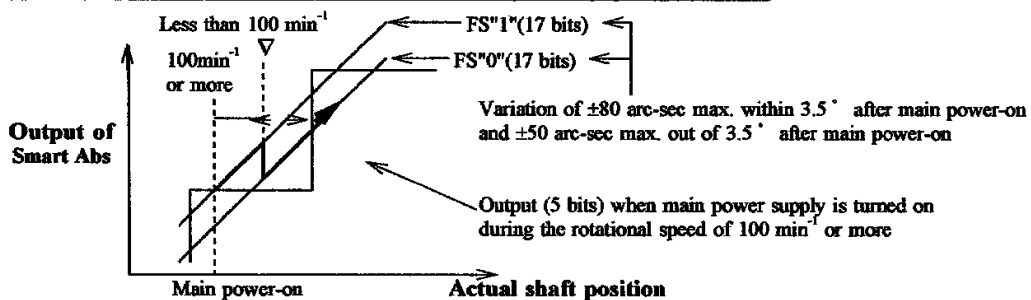 Less than 100 min⁻¹
100min⁻¹
or more
FS"1"(17 bits)
FS"0"(17 bits)
Variation of ±80 arc-sec max. within 3.5° after main power-on
and ±50 arc-sec max. out of 3.5° after main power-on
Output of
Smart Abs
Output (5 bits) when main power supply is turned on
during the rotational speed of 100 min⁻¹ or more
Main power-on
Actual shaft position